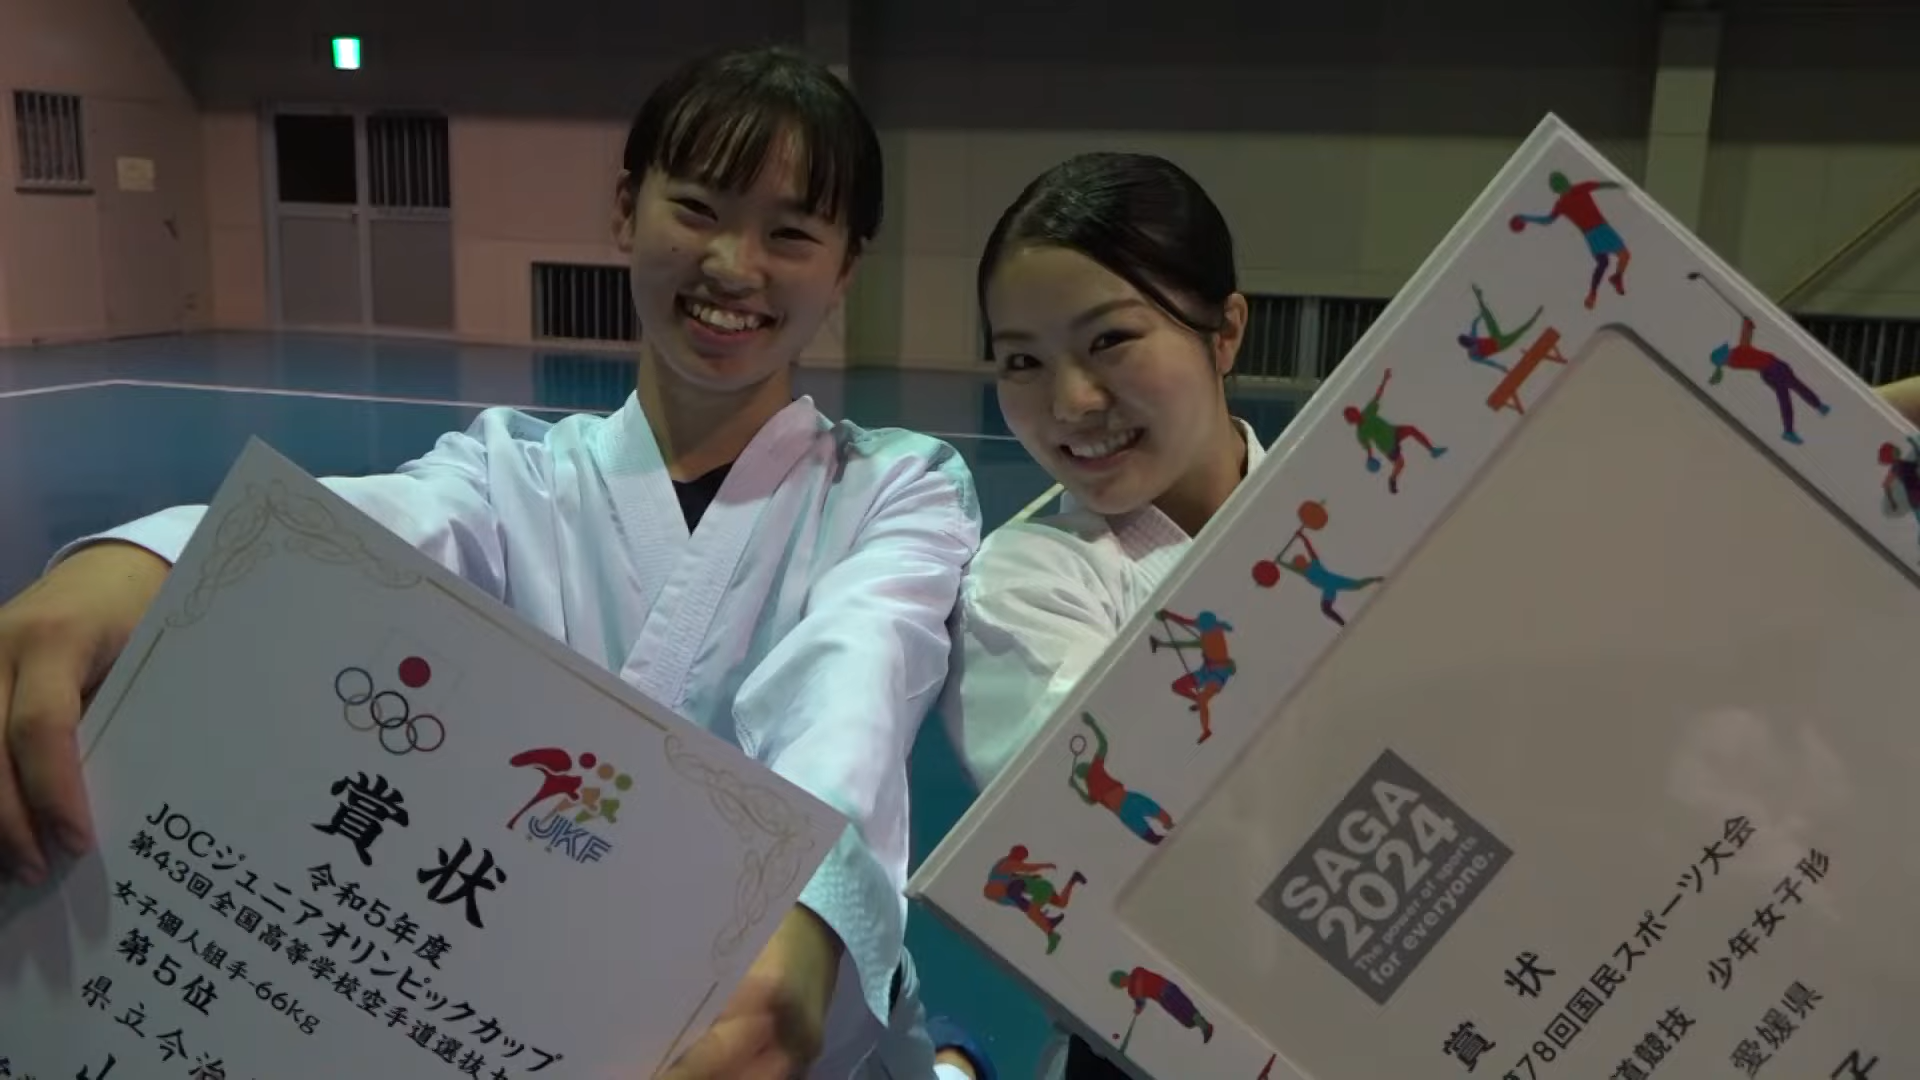 JKF
賞状
令和5年度
JOCジュニアオリンピックカップ
第43回全国高等学校空手道選抜大
女子個人組手-66kg
第5位
県立今治
山
SAGA
2024
The power of sports
for everyone.
賞状
第78回国民スポーツ大会
道競技 少年女子形
愛媛県
子